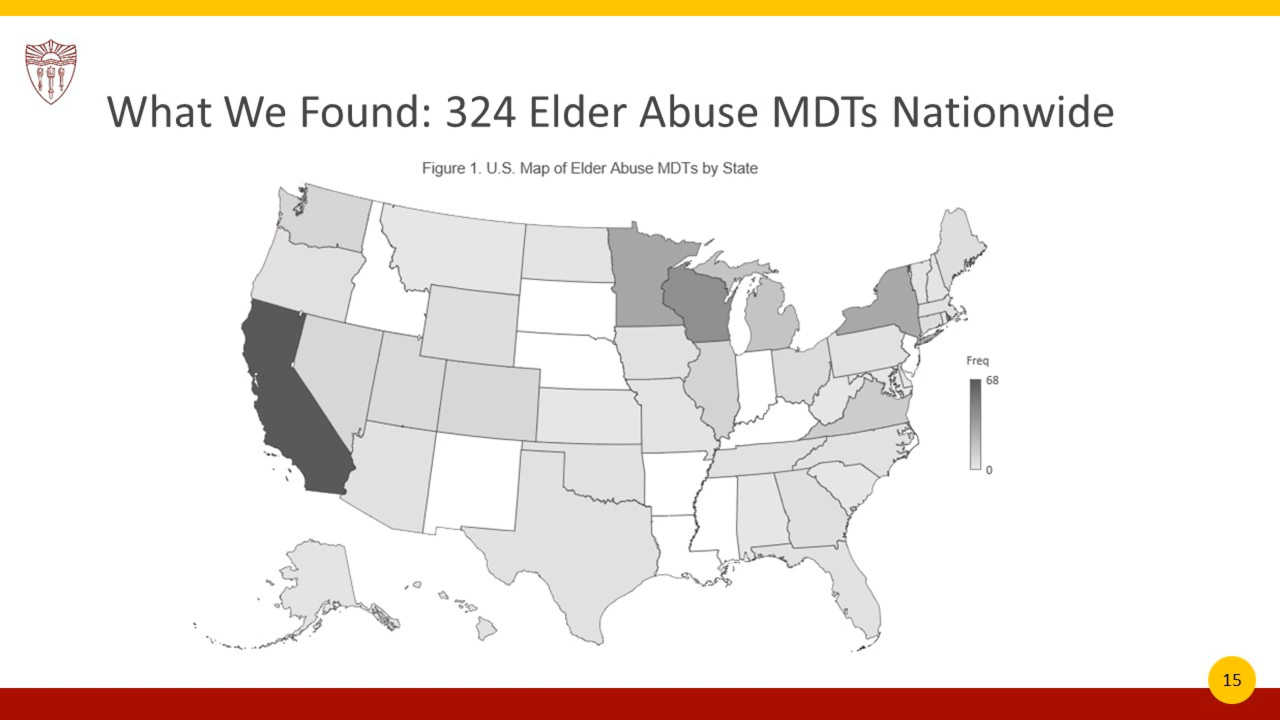 What We Found: 324 Elder Abuse MDTs Nationwide
Figure 1. U.S. Map of Elder Abuse MDTs by State
Freq
68
0
15